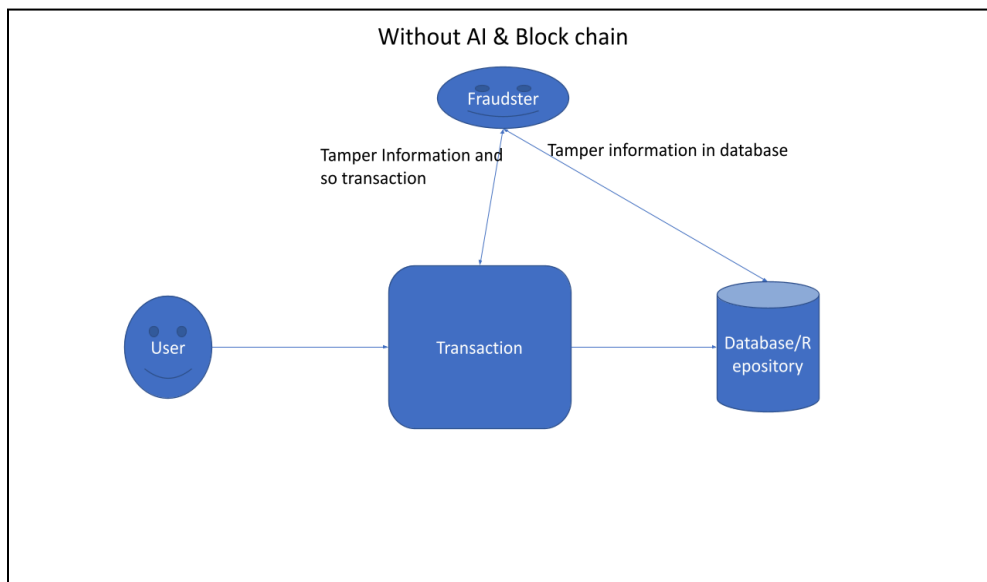 Without AI & Block chain
Fraudster
Tamper Information and
so transaction
Tamper information in database
User
Transaction
Database/R
epository